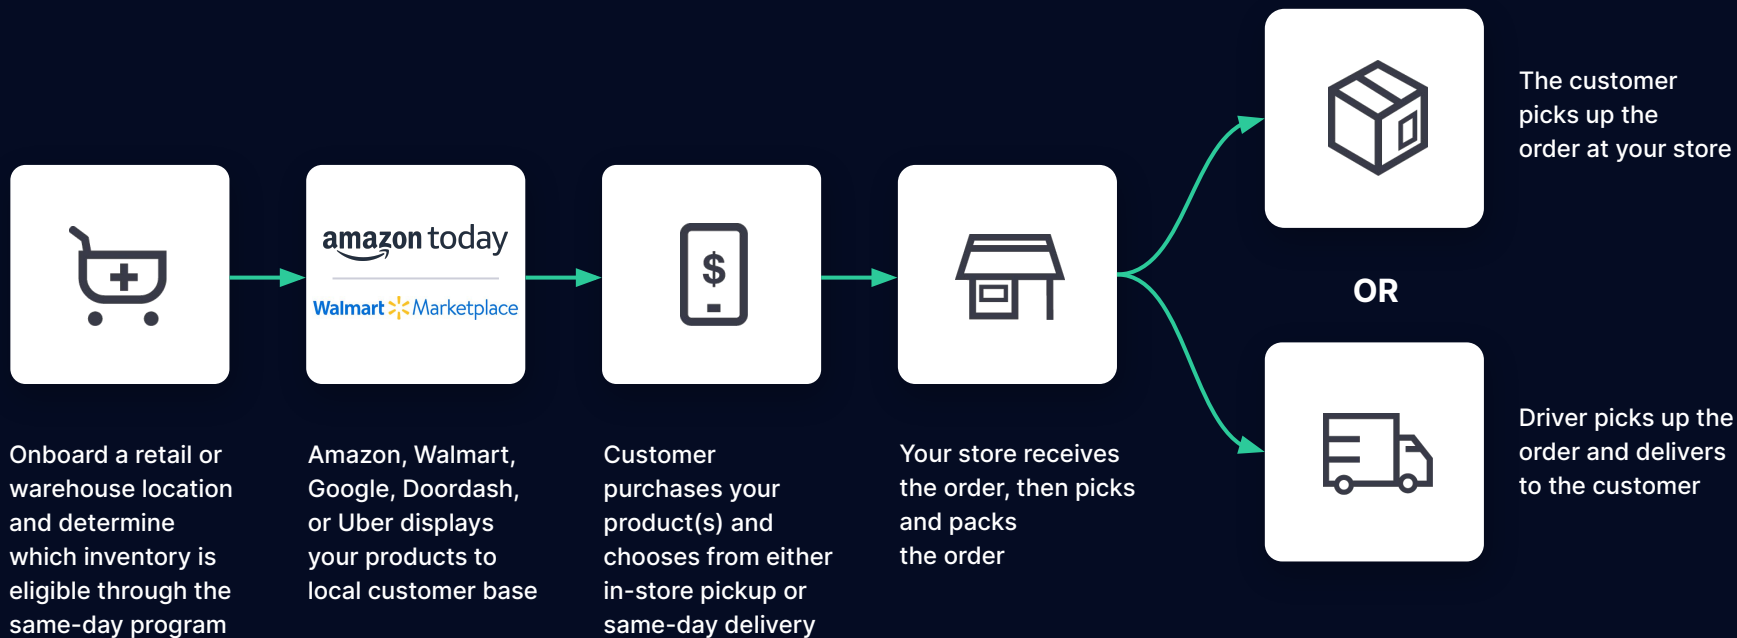 amazon today
Walmart Marketplace
$
Onboard a retail or
warehouse location
and determine
which inventory is
eligible through the
same-day program
Amazon, Walmart,
Google, Doordash,
or Uber displays
your products to
local customer base
Customer
purchases your
product(s) and
chooses from either
in-store pickup or
same-day delivery
Your store receives
the order, then picks
and packs
the order
The customer
picks up the
order at your store
OR
Driver picks up the
order and delivers
to the customer